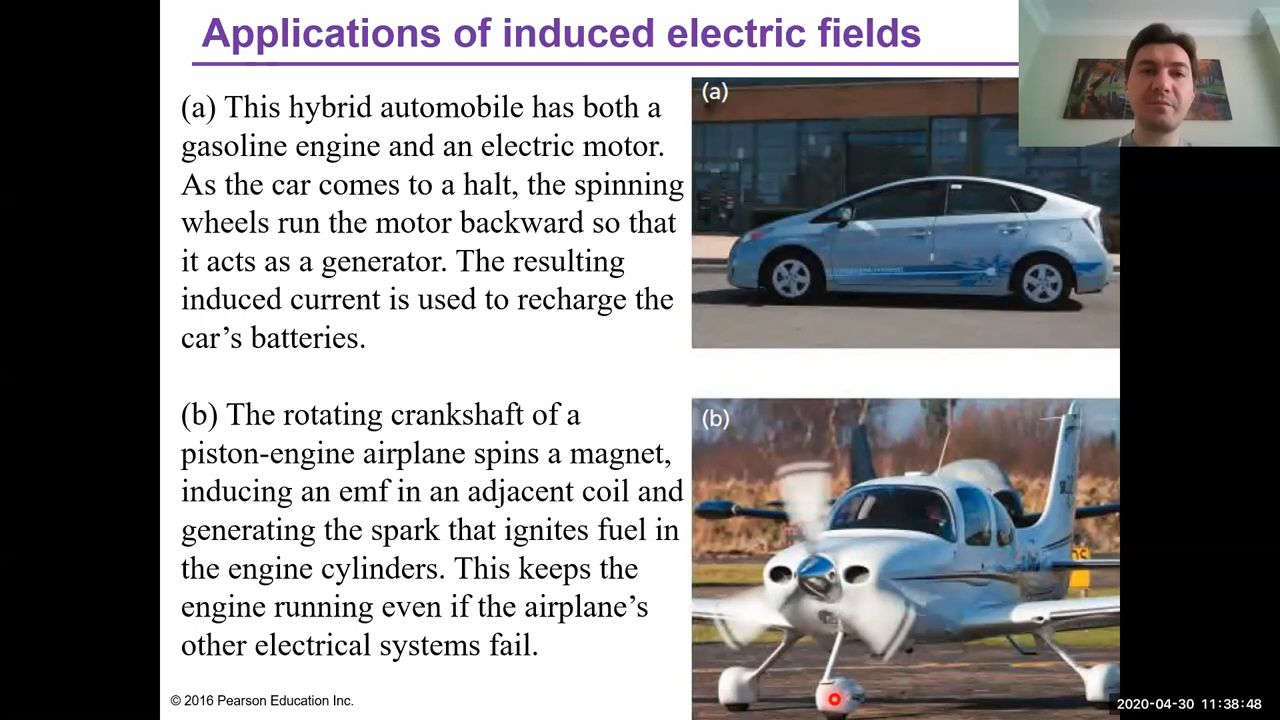 Applications of induced electric fields
(a) This hybrid automobile has both a
gasoline engine and an electric motor.
As the car comes to a halt, the spinning
wheels run the motor backward so that
it acts as a generator. The resulting
induced current is used to recharge the
car’s batteries.
(a)
(b) The rotating crankshaft of a
piston-engine airplane spins a magnet,
inducing an emf in an adjacent coil and
generating the spark that ignites fuel in
the engine cylinders. This keeps the
engine running even if the airplane’s
other electrical systems fail.
(b)
© 2016 Pearson Education Inc.
2020-04-30 11:38:48